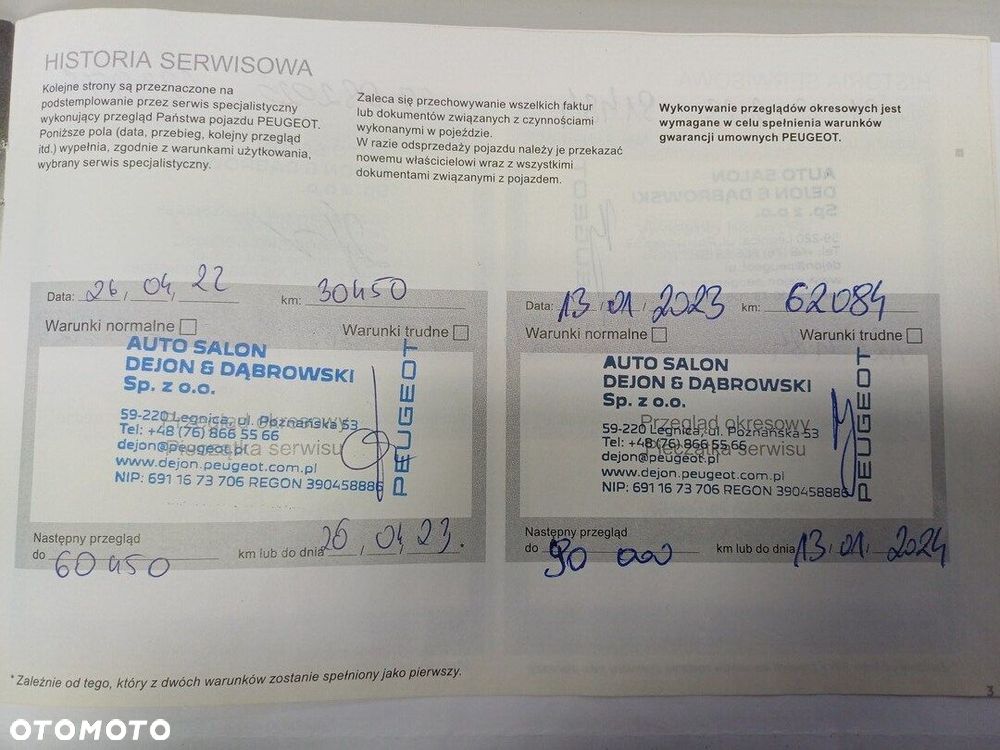 HISTORIA SERWISOWA
Kolejne strony są przeznaczone na
podstemplowanie przez serwis specjalistyczny
wykonujący przegląd Państwa pojazdu PEUGEOT.
Poniższe pola (data, przebieg, kolejny przegląd
itd.) wypełnia, zgodnie z warunkami użytkowania,
wybrany serwis specjalistyczny.
Zaleca się przechowywanie wszelkich faktur
lub dokumentów związanych z czynnościami
wykonanymi w pojeździe.
W razie odsprzedaży pojazdu należy je przekazać
nowemu właścicielowi wraz z wszystkimi
dokumentami związanymi z pojazdem.
Wykonywanie przeglądów okresowych jest
wymagane w celu spełnienia warunków
gwarancji umownych PEUGEOT.
Data: 26, 04, 22 km: 30450
Warunki normalne Warunki trudne
AUTO SALON
DEJON & DĄBROWSKI
Sp. z o.o.
59-220 Legnica, ul. Poznańska 53
Tel: +48 (76) 866 55 66
dejon@peugeot.pl
www.dejon.peugeot.com.pl
NIP: 691 16 73 706 REGON 390458886
PEUGEOT
Przegląd okresowy
Pieczątka serwisu
Następny przegląd
do 60450 km lub do dnia 26, 04, 23.
Data: 13, 01, 2023 km: 62084
Warunki normalne Warunki trudne
AUTO SALON
DEJON & DĄBROWSKI
Sp. z o.o.
59-220 Legnica, ul. Poznańska 53
Tel: +48 (76) 866 55 66
dejon@peugeot.pl
www.dejon.peugeot.com.pl
NIP: 691 16 73 706 REGON 390458886
PEUGEOT
Przegląd okresowy
Pieczątka serwisu
Następny przegląd
do 90 000 km lub do dnia 13, 01, 2024
* Zależnie od tego, który z dwóch warunków zostanie spełniony jako pierwszy.
3
OTOMOTO